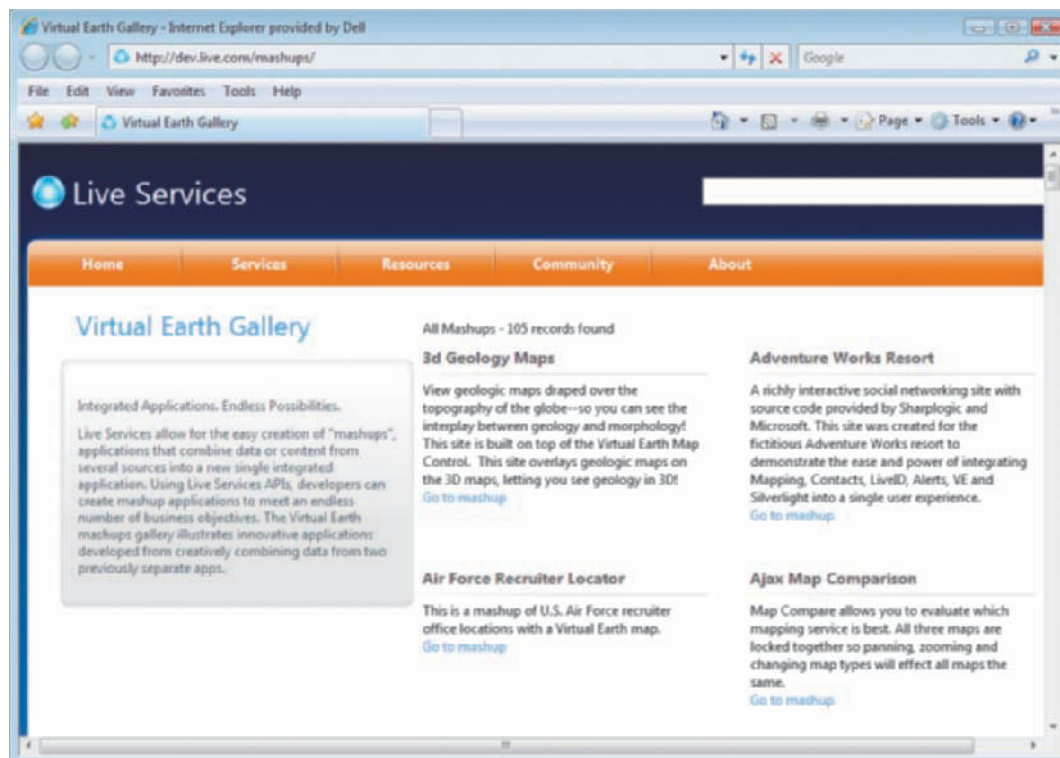 Virtual Earth Gallery - Internet Explorer provided by Dell
http://dev.live.com/mashups/
Google
File Edit View Favorites Tools Help
Virtual Earth Gallery
Page Tools
Live Services
Home Services Resources Community About
Virtual Earth Gallery
Integrated Applications. Endless Possibilities.
Live Services allow for the easy creation of "mashups",
applications that combine data or content from
several sources into a new single integrated
application. Using Live Services APIs, developers can
create mashup applications to meet an endless
number of business objectives. The Virtual Earth
mashups gallery illustrates innovative applications
developed from creatively combining data from two
previously separate apps.
All Mashups - 105 records found
3d Geology Maps
View geologic maps draped over the
topography of the globe--so you can see the
interplay between geology and morphology!
This site is built on top of the Virtual Earth Map
Control. This site overlays geologic maps on
the 3D maps, letting you see geology in 3D!
Go to mashup
Adventure Works Resort
A richly interactive social networking site with
source code provided by Sharplogic and
Microsoft. This site was created for the
fictitious Adventure Works resort to
demonstrate the ease and power of integrating
Mapping, Contacts, LiveID, Alerts, VE and
Silverlight into a single user experience.
Go to mashup
Air Force Recruiter Locator
This is a mashup of U.S. Air Force recruiter
office locations with a Virtual Earth map.
Go to mashup
Ajax Map Comparison
Map Compare allows you to evaluate which
mapping service is best. All three maps are
locked together so panning, zooming and
changing map types will effect all maps the
same.
Go to mashup